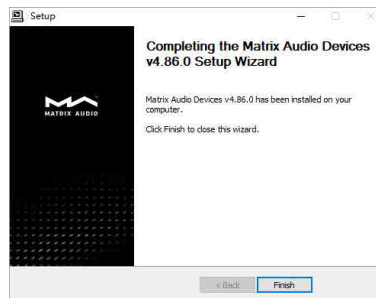 Setup
Completing the Matrix Audio Devices
v4.86.0 Setup Wizard
MATRIX AUDIO
Matrix Audio Devices v4.86.0 has been installed on your
computer.
Click Finish to close this wizard.
< Back
Finish